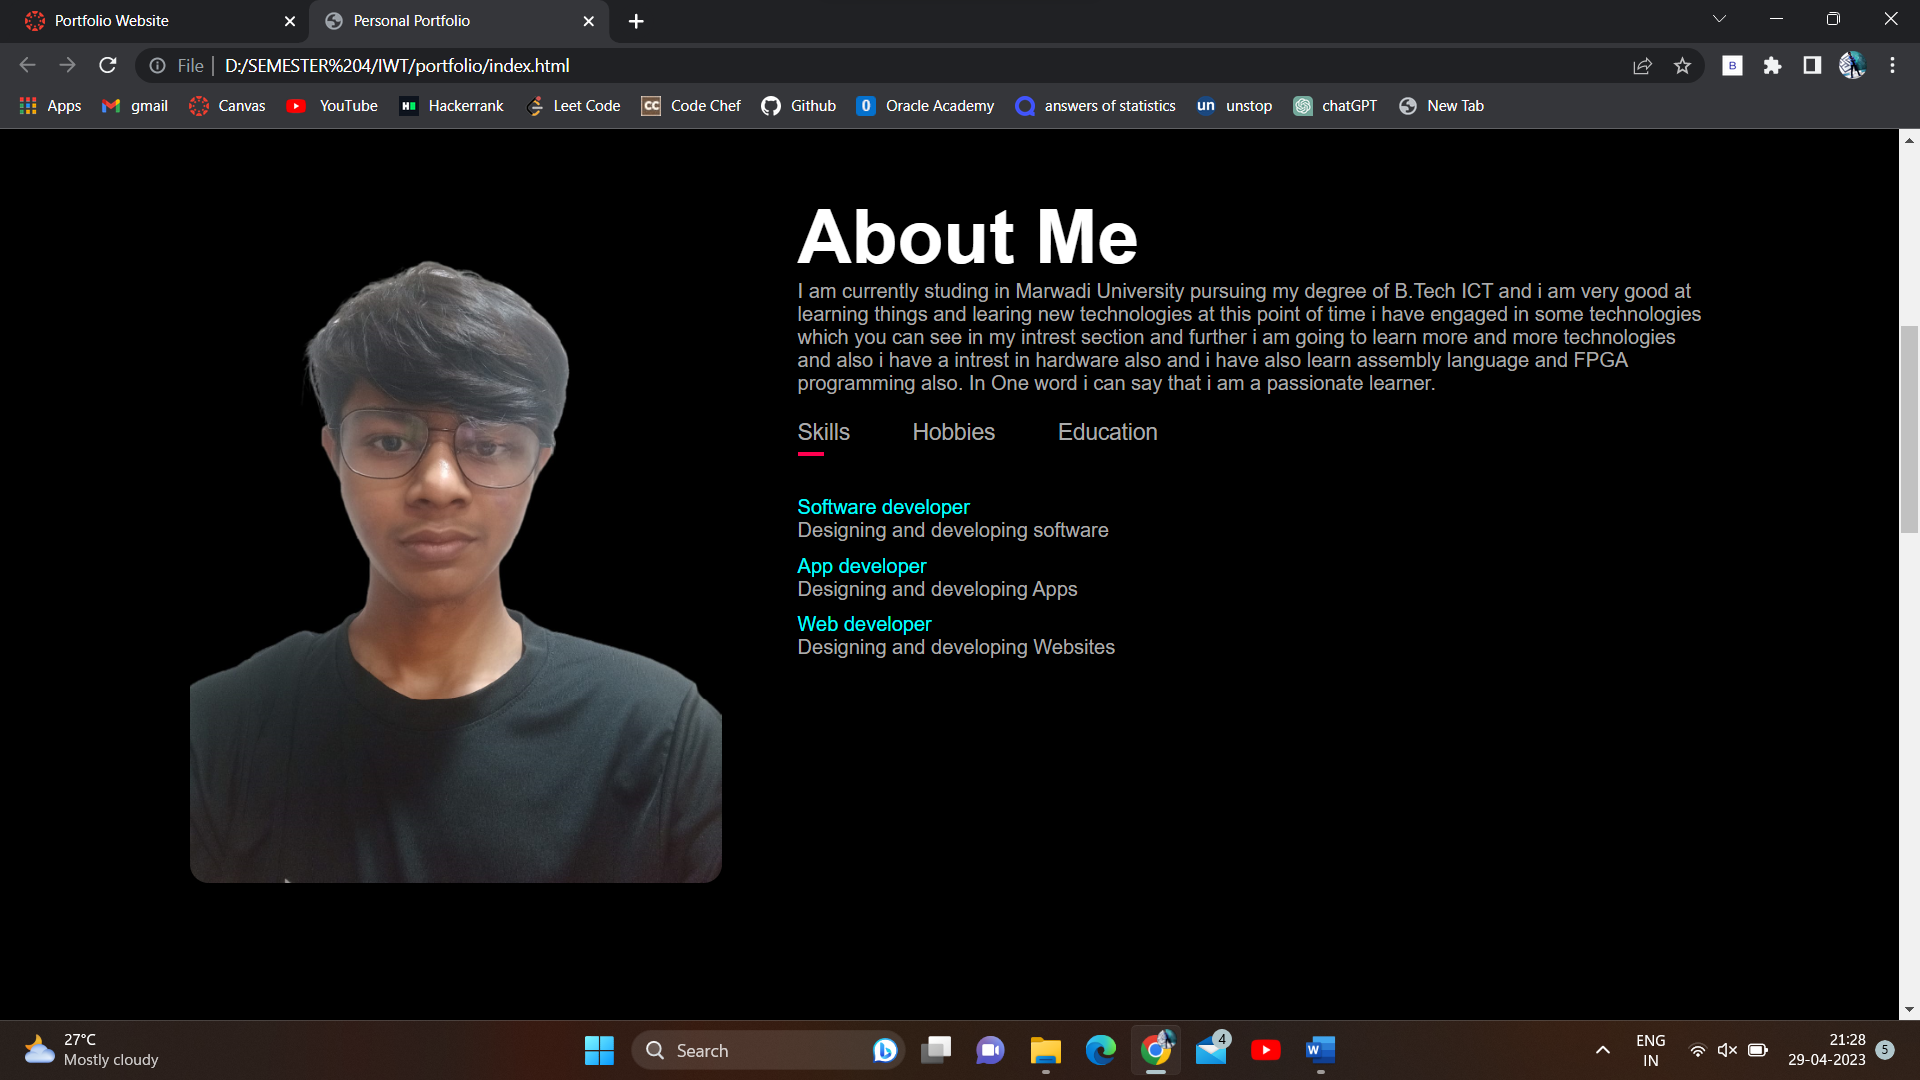 Portfolio Website
Personal Portfolio
File
D:/SEMESTER%204/IWT/portfolio/index.html
B
Apps
gmail
Canvas
YouTube
Hackerrank
Leet Code
CC
Code Chef
Github
Oracle Academy
answers of statistics
un
unstop
chatGPT
New Tab
About Me
I am currently studing in Marwadi University pursuing my degree of B.Tech ICT and i am very good at
learning things and learing new technologies at this point of time i have engaged in some technologies
which you can see in my intrest section and further i am going to learn more and more technologies
and also i have a intrest in hardware also and i have also learn assembly language and FPGA
programming also. In One word i can say that i am a passionate learner.
Skills
Hobbies
Education
Software developer
Designing and developing software
App developer
Designing and developing Apps
Web developer
Designing and developing Websites
27°C
Mostly cloudy
Search
4
W
ENG
IN
21:28
29-04-2023
5